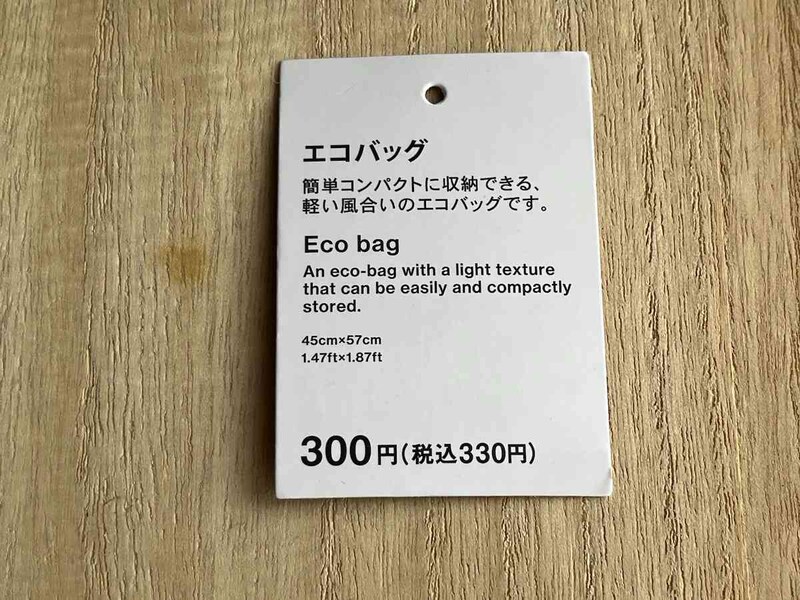 エコバッグ
簡単コンパクトに収納できる、
軽い風合いのエコバッグです。
Eco bag
An eco-bag with a light texture
that can be easily and compactly
stored.
45cm×57cm
1.47ft×1.87ft
300円(税込330円)